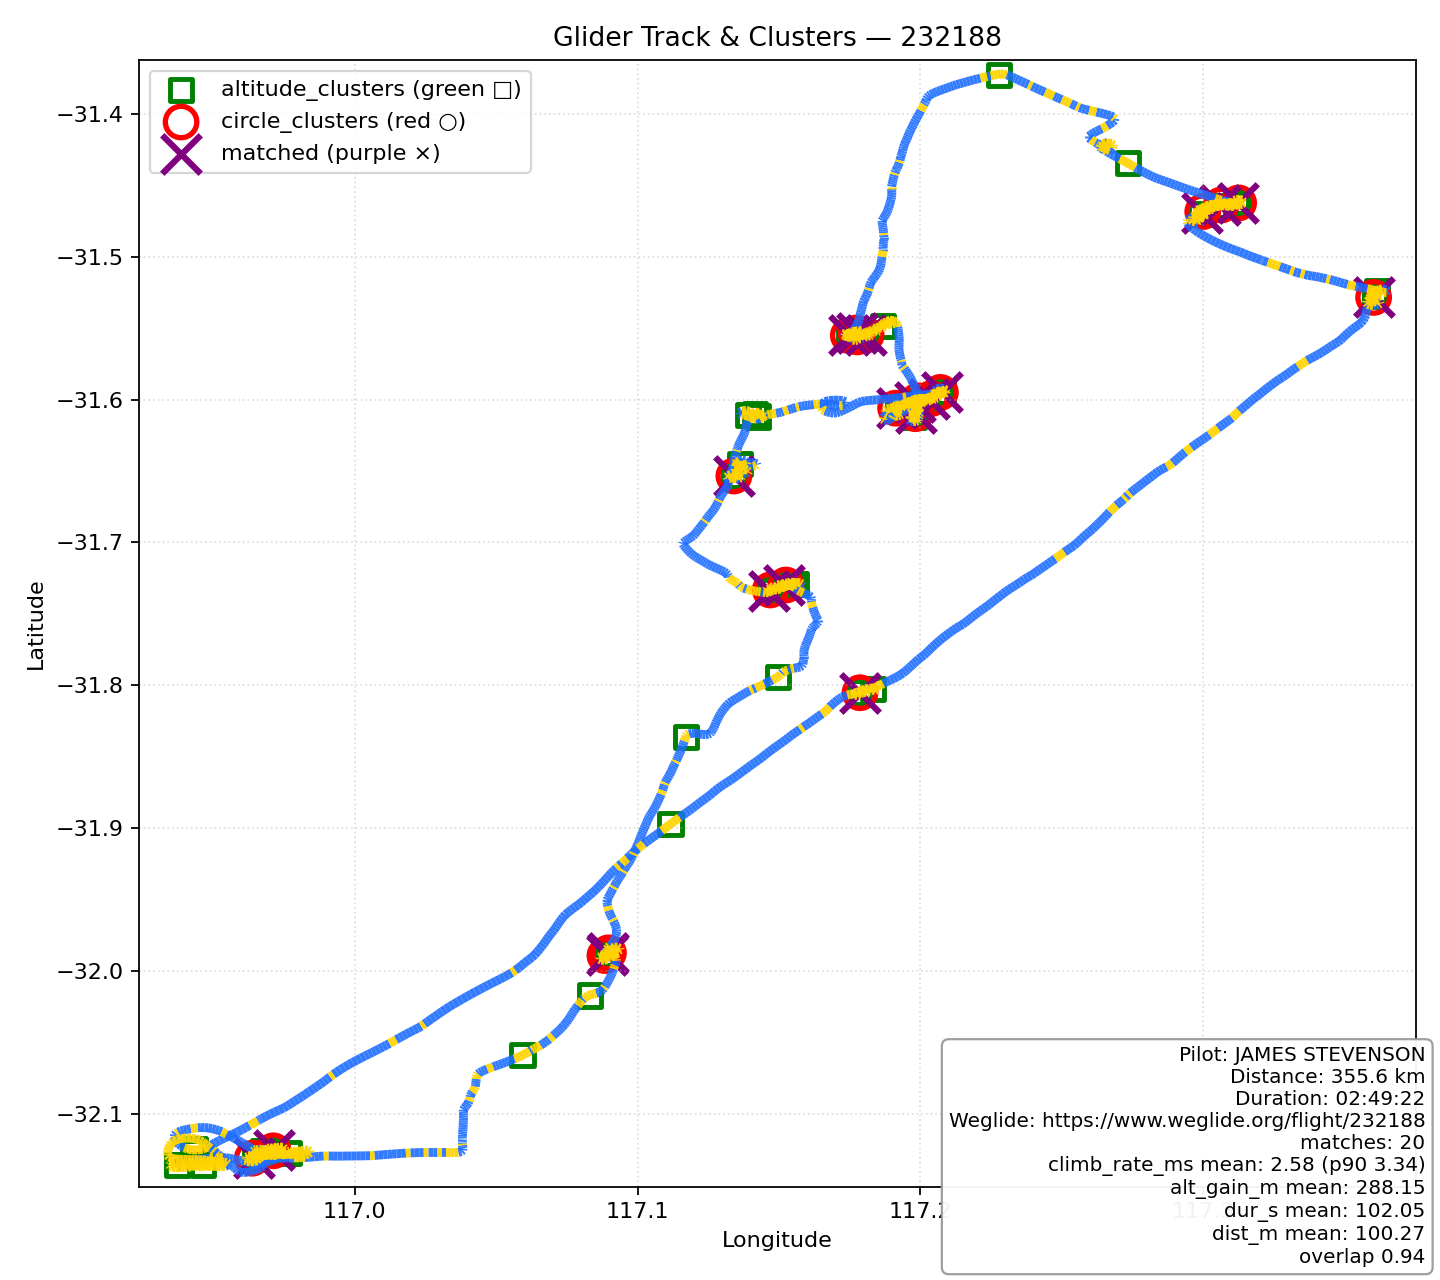 Glider Track & Clusters — 232188
altitude_clusters (green □)
circle_clusters (red ○)
matched (purple ×)
Latitude
−31.4
−31.5
−31.6
−31.7
−31.8
−31.9
−32.0
−32.1
117.0
117.1
117.2
Longitude
Pilot: JAMES STEVENSON
Distance: 355.6 km
Duration: 02:49:22
Weglide: https://www.weglide.org/flight/232188
matches: 20
climb_rate_ms mean: 2.58 (p90 3.34)
alt_gain_m mean: 288.15
dur_s mean: 102.05
dist_m mean: 100.27
overlap 0.94